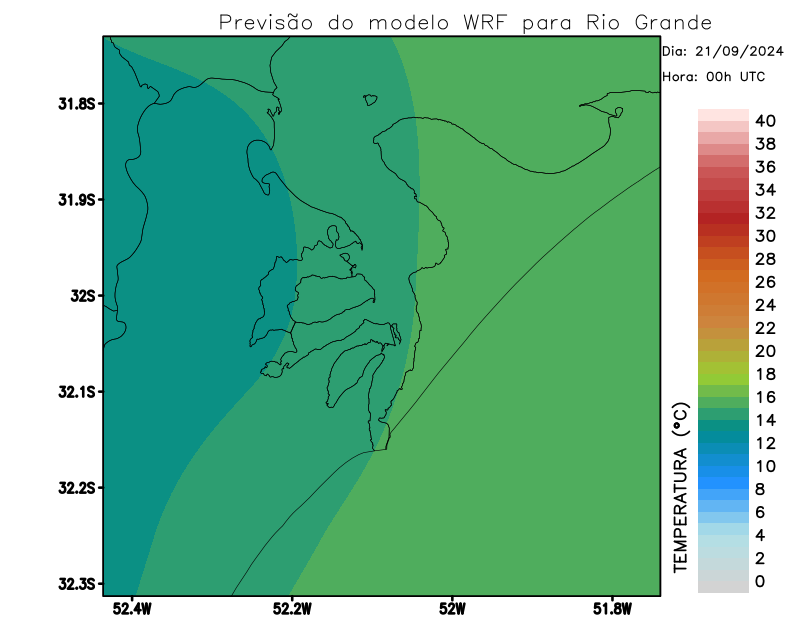 Previsão do modelo WRF para Rio Grande
Dia: 21/09/2024
Hora: 00h UTC
31.8S
31.9S
32S
32.1S
32.2S
32.3S
52.4W
52.2W
52W
51.8W
TEMPERATURA (°C)
40
38
36
34
32
30
28
26
24
22
20
18
16
14
12
10
8
6
4
2
0